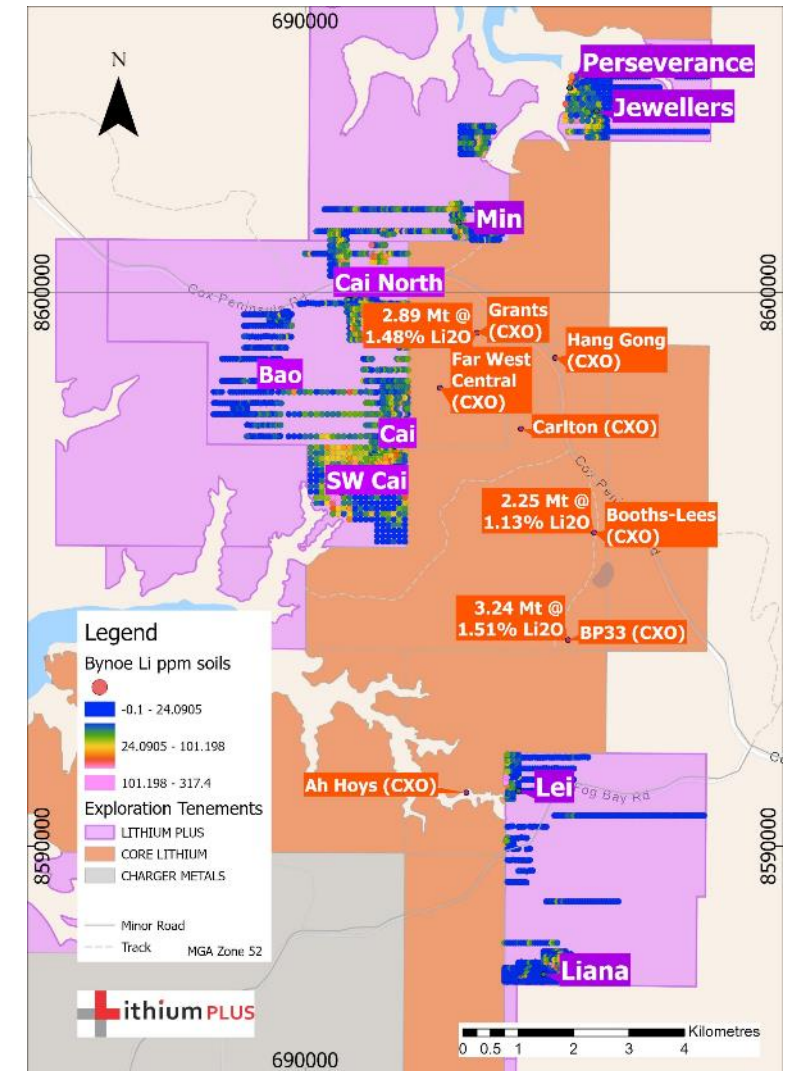 690000
N
Perseverance
Jewellers
Min
8600000
8600000
Cox Peninsula Rd
Cai North
2.89 Mt @
1.48% Li2O
Grants
(CXO)
Hang Gong
(CXO)
Far West
Central
(CXO)
Bao
Carlton (CXO)
Cai
SW Cai
2.25 Mt @
1.13% Li2O
Booths-Lees
(CXO)
3.24 Mt @
1.51% Li2O
BP33 (CXO)
Legend
Bynoe Li ppm soils
-0.1 - 24.0905
24.0905 - 101.198
101.198 - 317.4
Exploration Tenements
LITHIUM PLUS
CORE LITHIUM
CHARGER METALS
Minor Road
Track
MGA Zone 52
Ah Hoys (CXO)
Lei
Fog Bay Rd
8590000
8590000
Liana
Lithium PLUS
Kilometres
0 0.5 1 2 3 4
690000